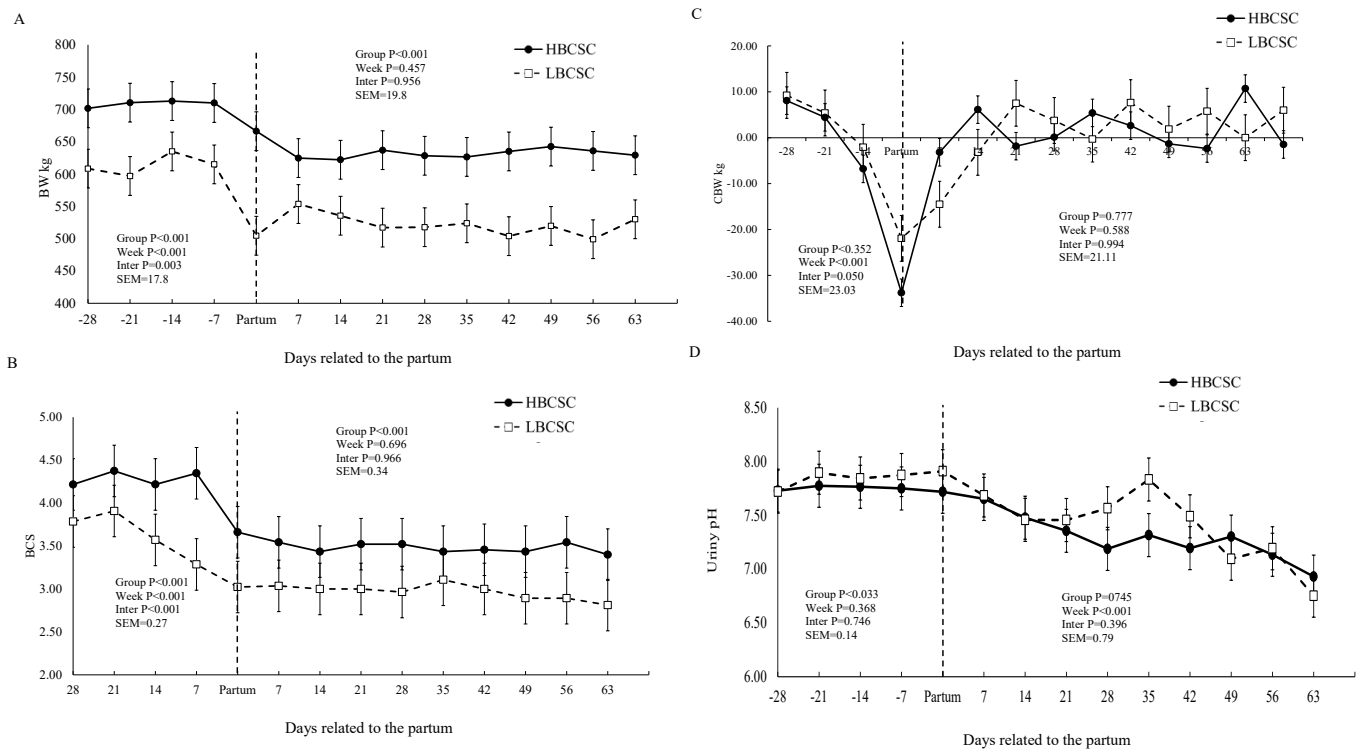 A
BW kg
800
750
700
650
600
550
500
450
400
Group P<0.001
Week P=0.457
Inter P=0.956
SEM=19.8
HBCSC
LBCSC
Group P<0.001
Week P<0.001
Inter P=0.003
SEM=17.8
-28 -21 -14 -7 Partum 7 14 21 28 35 42 49 56 63
Days related to the partum
B
BCS
5.00
4.50
4.00
3.50
3.00
2.50
2.00
Group P<0.001
Week P=0.696
Inter P=0.966
SEM=0.34
HBCSC
LBCSC
Group P<0.001
Week P<0.001
Inter P<0.001
SEM=0.27
28 21 14 7 Partum 7 14 21 28 35 42 49 56 63
Days related to the partum
C
CBW kg
20.00
10.00
0.00
-10.00
-20.00
-30.00
-40.00
HBCSC
LBCSC
-28 -21 -14 Partum 14 21 28 35 42 49 56 63
Group P<0.352
Week P<0.001
Inter P=0.050
SEM=23.03
Group P=0.777
Week P=0.588
Inter P=0.994
SEM=21.11
Days related to the partum
D
Uriny pH
8.50
8.00
7.50
7.00
6.50
6.00
HBCSC
LBCSC
Group P<0.033
Week P=0.368
Inter P=0.746
SEM=0.14
Group P=0745
Week P<0.001
Inter P=0.396
SEM=0.79
-28 -21 -14 -7 Partum 7 14 21 28 35 42 49 56 63
Days related to the partum